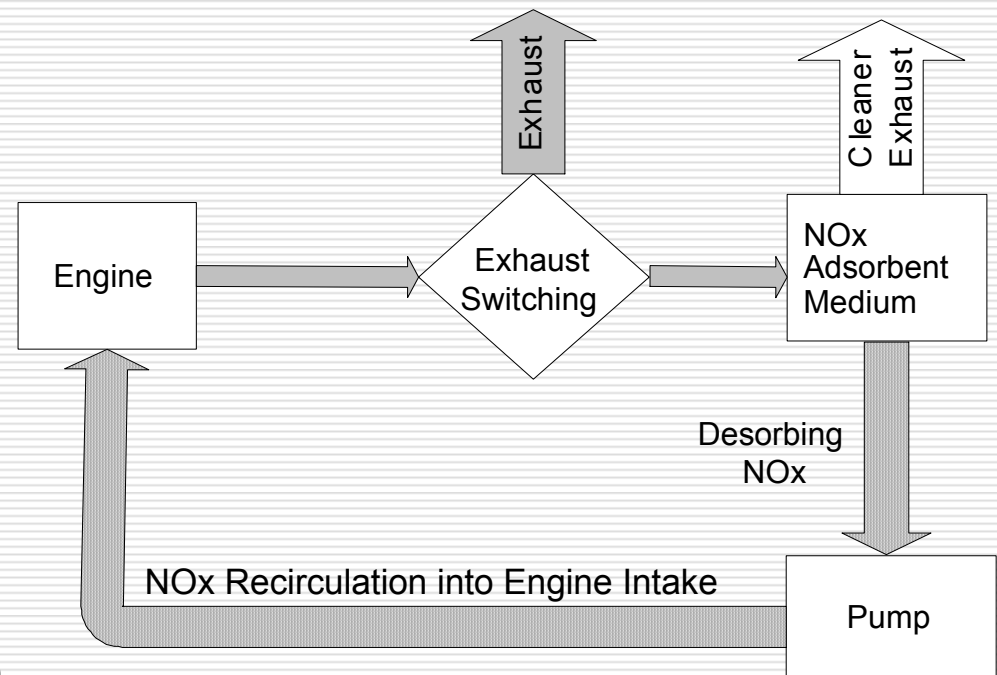 Exhaust
Cleaner
Exhaust
Engine
Exhaust
Switching
NOx
Adsorbent
Medium
Desorbing
NOx
NOx Recirculation into Engine Intake
Pump